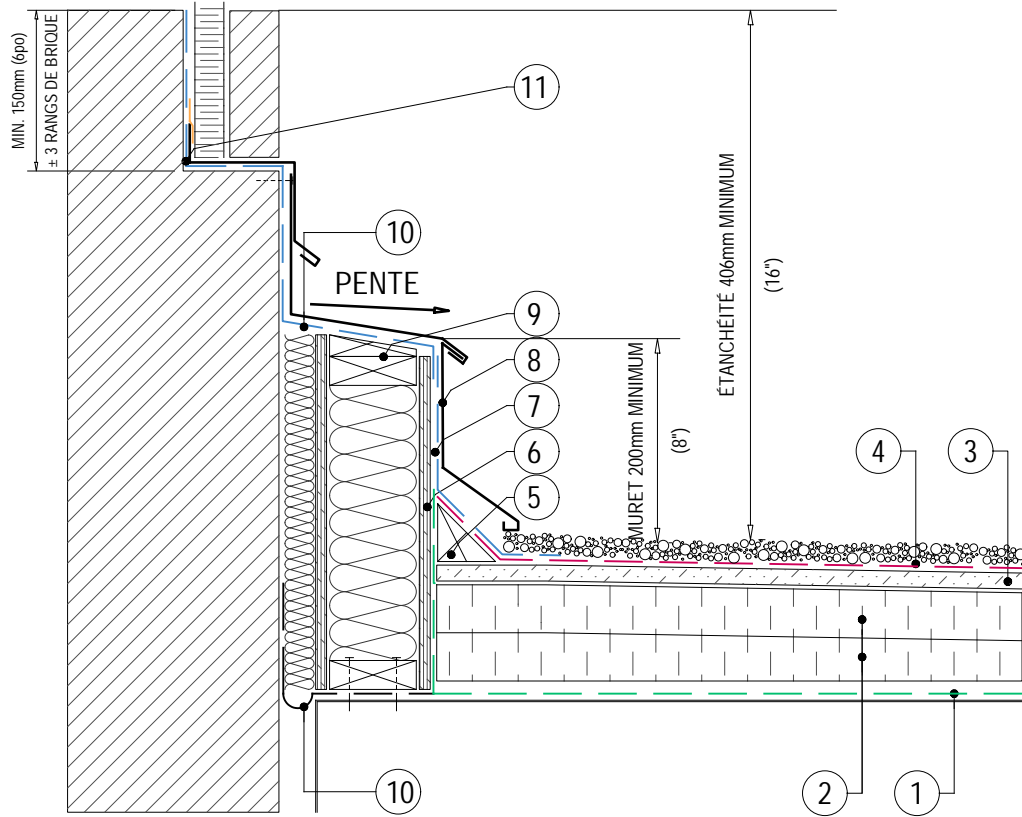 MIN. 150mm (6po)
± 3 RANGS DE BRIQUE
11
10
PENTE
9
8
7
6
5
MURET 200mm MINIMUM
(8")
ÉTANCHÉITÉ 406mm MINIMUM
(16")
4
3
10
2
1